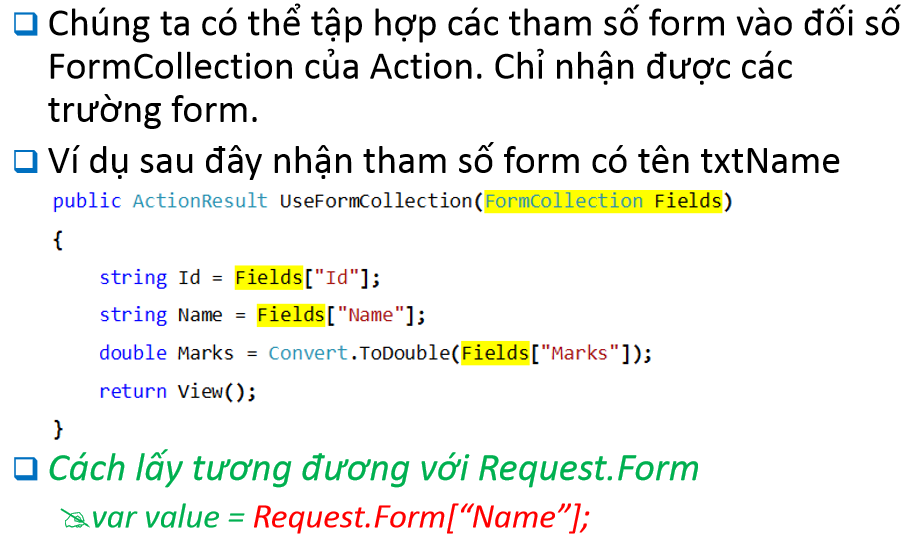 Chúng ta có thể tập hợp các tham số form vào đối số
FormCollection của Action. Chỉ nhận được các
trường form.
Ví dụ sau đây nhận tham số form có tên txtName
public ActionResult UseFormCollection(FormCollection Fields)
{
    string Id = Fields["Id"];
    string Name = Fields["Name"];
    double Marks = Convert.ToDouble(Fields["Marks"]);
    return View();
}
Cách lấy tương đương với Request.Form
var value = Request.Form[“Name”];